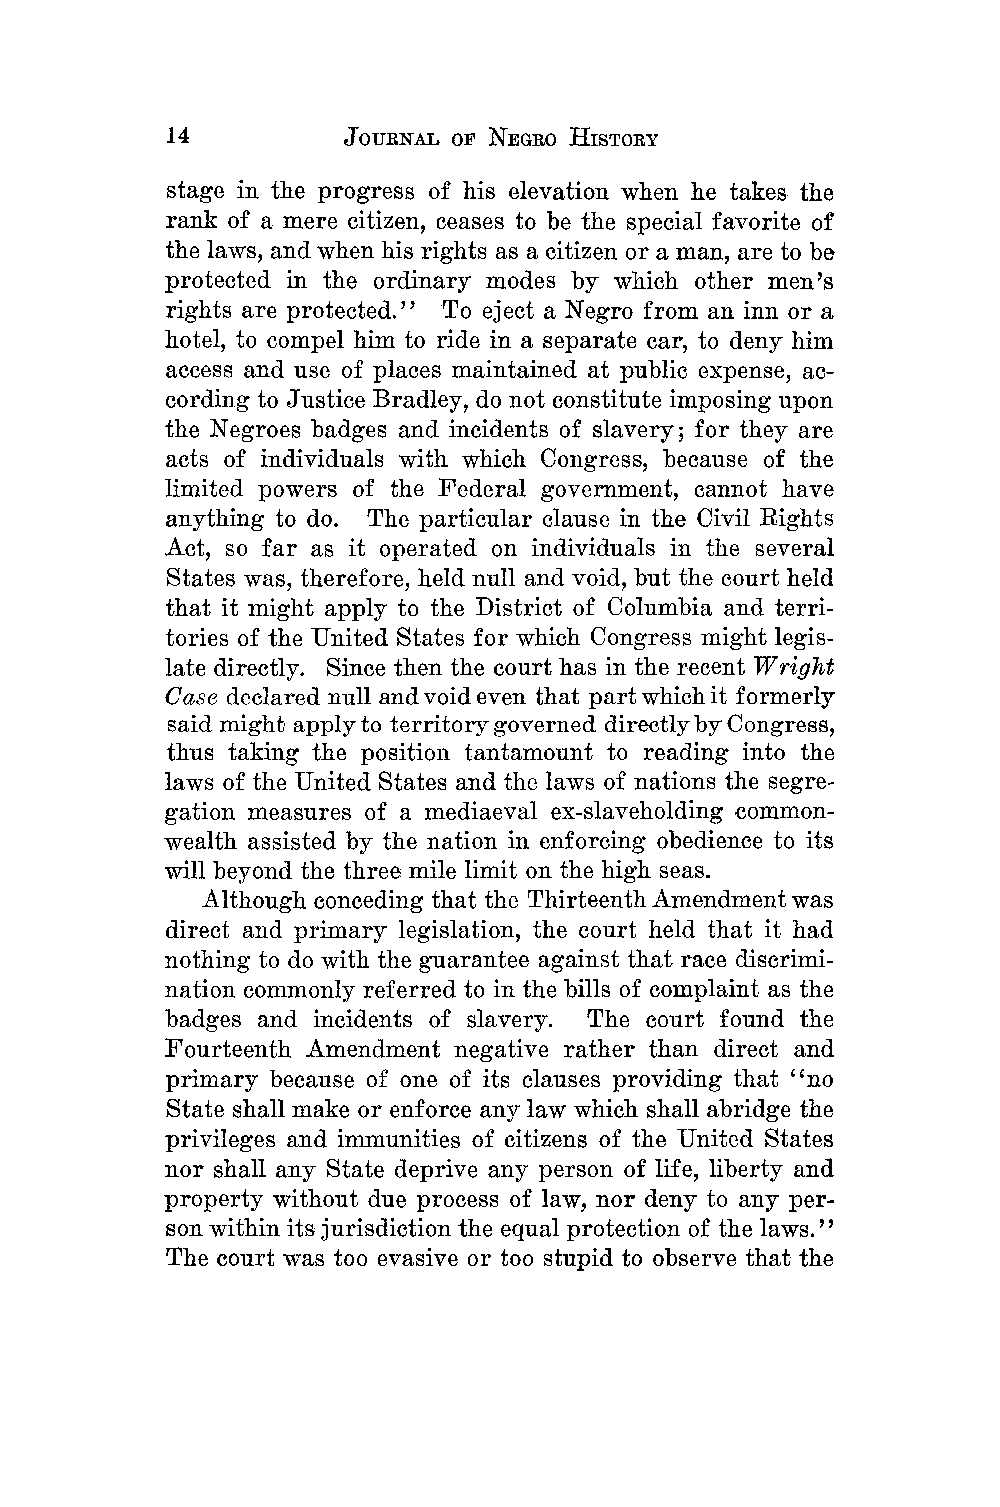 14 JOURNAL OF NEGRO HISTORY
stage in the progress of his elevation when he takes the
rank of a mere citizen, ceases to be the special favorite of
the laws, and when his rights as a citizen or a man, are to be
protected in the ordinary modes by which other men's
rights are protected.'' To eject a Negro from an inn or a
hotel, to compel him to ride in a separate car, to deny him
access and use of places maintained at public expense, ac-
cording to Justice Bradley, do not constitute imposing upon
the Negroes badges and incidents of slavery; for they are
acts of individuals with which Congress, because of the
limited powers of the Federal government, cannot have
anything to do. The particular clause in the Civil Rights
Act, so far as it operated on individuals in the several
States was, therefore, held null and void, but the court held
that it might apply to the District of Columbia and terri-
tories of the United States for which Congress might legis-
late directly. Since then the court has in the recent Wright
Case declared null and void even that part which it formerly
said might apply to territory governed directly by Congress,
thus taking the position tantamount to reading into the
laws of the United States and the laws of nations the segre-
gation measures of a mediaeval ex-slaveholding common-
wealth assisted by the nation in enforcing obedience to its
will beyond the three mile limit on the high seas.
Although conceding that the Thirteenth Amendment was
direct and primary legislation, the court held that it had
nothing to do with the guarantee against that race discrimi-
nation commonly referred to in the bills of complaint as the
badges and incidents of slavery. The court found the
Fourteenth Amendment negative rather than direct and
primary because of one of its clauses providing that ''no
State shall make or enforce any law which shall abridge the
privileges and immunities of citizens of the United States
nor shall any State deprive any person of life, liberty and
property without due process of law, nor deny to any per-
son within its jurisdiction the equal protection of the laws.''
The court was too evasive or too stupid to observe that the